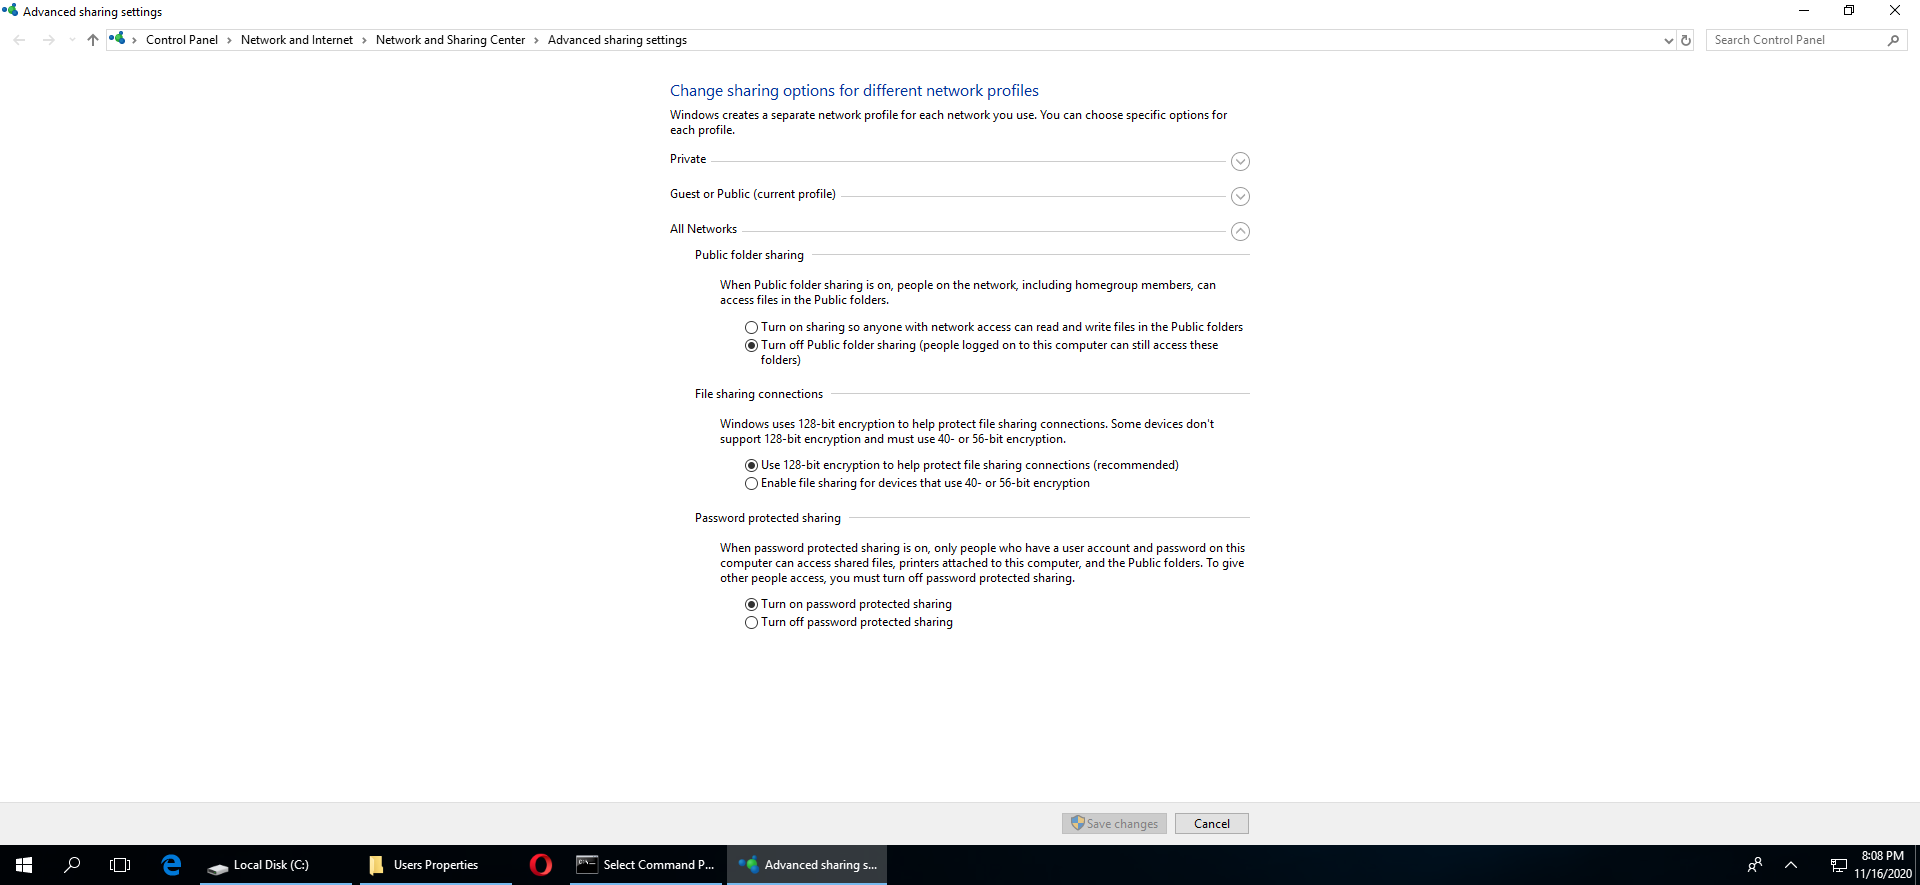 Advanced sharing settings
Control Panel > Network and Internet > Network and Sharing Center > Advanced sharing settings
Search Control Panel
Change sharing options for different network profiles
Windows creates a separate network profile for each network you use. You can choose specific options for
each profile.
Private
Guest or Public (current profile)
All Networks
Public folder sharing
When Public folder sharing is on, people on the network, including homegroup members, can
access files in the Public folders.
Turn on sharing so anyone with network access can read and write files in the Public folders
Turn off Public folder sharing (people logged on to this computer can still access these
folders)
File sharing connections
Windows uses 128-bit encryption to help protect file sharing connections. Some devices don't
support 128-bit encryption and must use 40- or 56-bit encryption.
Use 128-bit encryption to help protect file sharing connections (recommended)
Enable file sharing for devices that use 40- or 56-bit encryption
Password protected sharing
When password protected sharing is on, only people who have a user account and password on this
computer can access shared files, printers attached to this computer, and the Public folders. To give
other people access, you must turn off password protected sharing.
Turn on password protected sharing
Turn off password protected sharing
Save changes
Cancel
Local Disk (C:)
Users Properties
Select Command P...
Advanced sharing s...
8:08 PM
11/16/2020